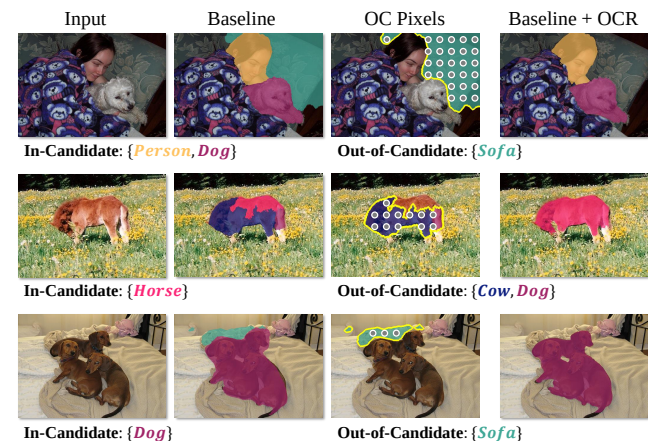 Input Baseline OC Pixels Baseline + OCR
In-Candidate: {Person, Dog} Out-of-Candidate: {Sofa}
In-Candidate: {Horse} Out-of-Candidate: {Cow, Dog}
In-Candidate: {Dog} Out-of-Candidate: {Sofa}